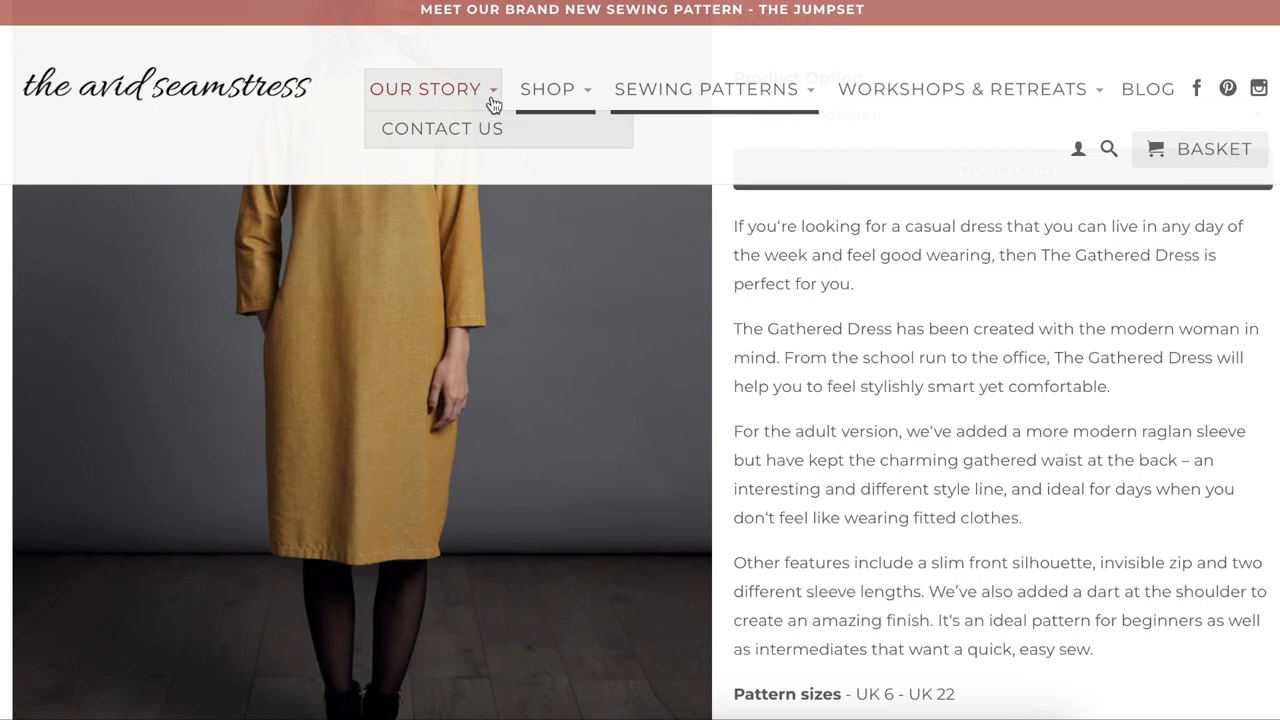 MEET OUR BRAND NEW SEWING PATTERN - THE JUMPSET
the avid seamstress
OUR STORY
SHOP
SEWING PATTERNS
WORKSHOPS & RETREATS
BLOG
CONTACT US
BASKET
Product Option
Pattern
ADD TO CART
If you're looking for a casual dress that you can live in any day of
the week and feel good wearing, then The Gathered Dress is
perfect for you.
The Gathered Dress has been created with the modern woman in
mind. From the school run to the office, The Gathered Dress will
help you to feel stylishly smart yet comfortable.
For the adult version, we've added a more modern raglan sleeve
but have kept the charming gathered waist at the back – an
interesting and different style line, and ideal for days when you
don't feel like wearing fitted clothes.
Other features include a slim front silhouette, invisible zip and two
different sleeve lengths. We've also added a dart at the shoulder to
create an amazing finish. It's an ideal pattern for beginners as well
as intermediates that want a quick, easy sew.
Pattern sizes - UK 6 - UK 22